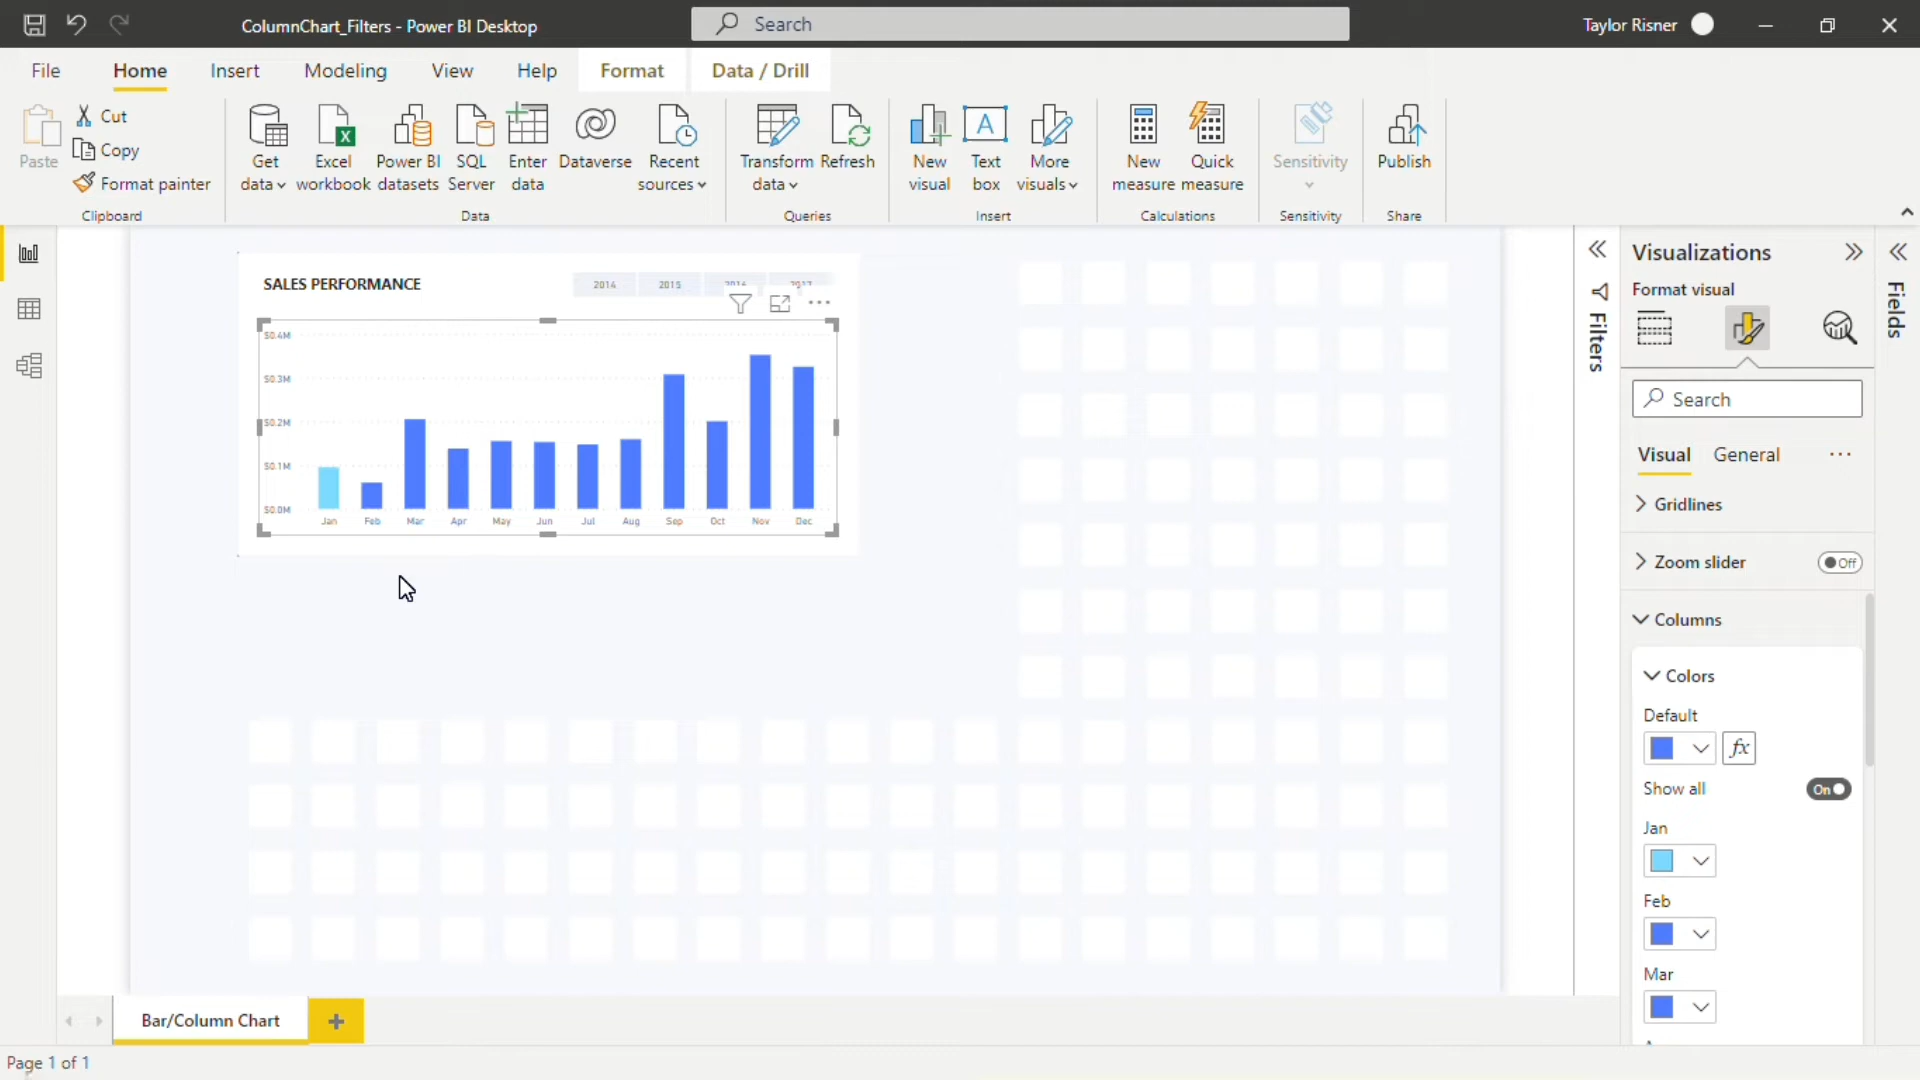 ColumnChart_Filters - Power BI Desktop
Search
Taylor Risner
File
Home
Insert
Modeling
View
Help
Format
Data / Drill
Paste
Cut
Copy
Format painter
Clipboard
Get data
Excel workbook
Power BI datasets
SQL Server
Enter data
Dataverse
Recent sources
Data
Transform data
Refresh
Queries
New visual
A
Text box
More visuals
Insert
New measure
Quick measure
Calculations
Sensitivity
Sensitivity
Publish
Share
SALES PERFORMANCE
2014
2015
2016
2017
$0.4M
$0.3M
$0.2M
$0.1M
$0.0M
Jan
Feb
Mar
Apr
May
Jun
Jul
Aug
Sep
Oct
Nov
Dec
Filters
Visualizations
Format visual
Search
Visual
General
Gridlines
Zoom slider
Off
Columns
Colors
Default
fx
Show all
On
Jan
Feb
Mar
Fields
Bar/Column Chart
Page 1 of 1